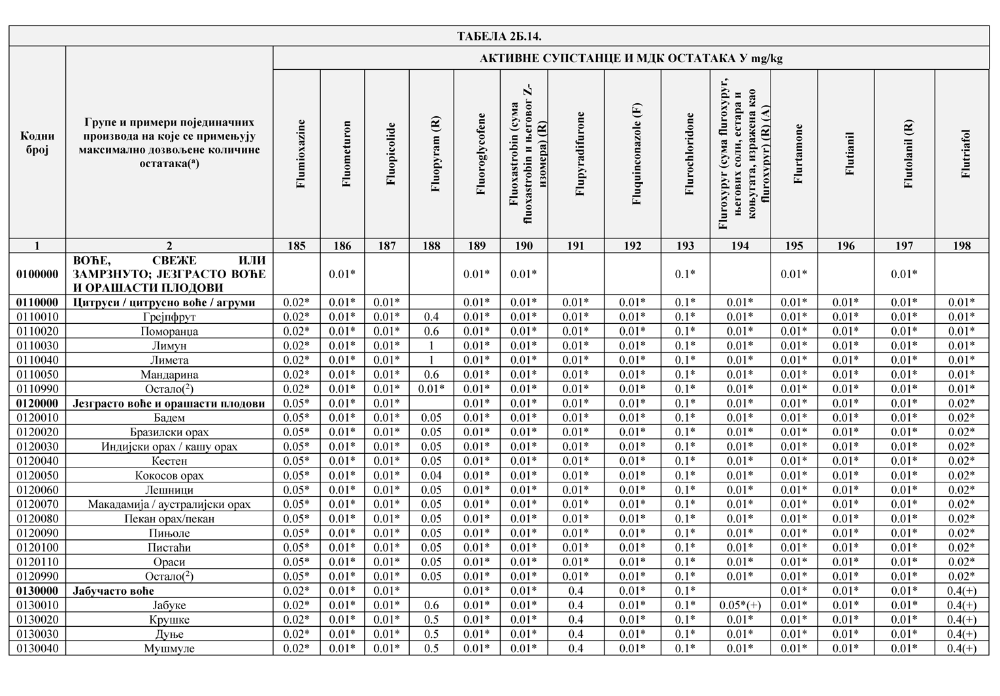 ТАБЕЛА 2Б.14.
АКТИВНЕ СУПСТАНЦЕ И МДК ОСТАТАКА У mg/kg
Кодни
број
Групе и примери појединачних
производа на које се примењују
максимално дозвољене количине
остатака(ᵃ)
Flumioxazine
Fluometuron
Fluopicolide
Fluopyram (R)
Fluoroglycofene
Fluoxastrobin (сума
fluoxastrobin и његовог Z-
изомера) (R)
Flupyradifurone
Fluquinconazole (F)
Flurochloridone
Fluroxypyr (сума fluroxypyr,
његових соли, естара и
коњугата, изражена као
fluroxypyr) (R) (A)
Flurtamone
Flutianil
Flutolanil (R)
Flutriafol
1 2 185 186 187 188 189 190 191 192 193 194 195 196 197 198
ВОЋЕ, СВЕЖЕ ИЛИ
0100000 ЗАМРЗНУТО; ЈЕЗГРАСТО ВОЋЕ 0.01* 0.01* 0.01* 0.1* 0.01* 0.01*
И ОРАШАСТИ ПЛОДОВИ
0110000 Цитруси / цитрусно воће / агруми 0.02* 0.01* 0.01* 0.01* 0.01* 0.01* 0.01* 0.1* 0.01* 0.01* 0.01* 0.01* 0.01*
0110010 Грејпфрут 0.02* 0.01* 0.01* 0.4 0.01* 0.01* 0.01* 0.01* 0.1* 0.01* 0.01* 0.01* 0.01* 0.01*
0110020 Поморанџа 0.02* 0.01* 0.01* 0.6 0.01* 0.01* 0.01* 0.01* 0.1* 0.01* 0.01* 0.01* 0.01* 0.01*
0110030 Лимун 0.02* 0.01* 0.01* 1 0.01* 0.01* 0.01* 0.01* 0.1* 0.01* 0.01* 0.01* 0.01* 0.01*
0110040 Лимета 0.02* 0.01* 0.01* 1 0.01* 0.01* 0.01* 0.01* 0.1* 0.01* 0.01* 0.01* 0.01* 0.01*
0110050 Мандарина 0.02* 0.01* 0.01* 0.6 0.01* 0.01* 0.01* 0.01* 0.1* 0.01* 0.01* 0.01* 0.01* 0.01*
0110990 Остало(²) 0.02* 0.01* 0.01* 0.01* 0.01* 0.01* 0.01* 0.01* 0.1* 0.01* 0.01* 0.01* 0.01* 0.01*
0120000 Језграсто воће и орашасти плодови 0.05* 0.01* 0.01* 0.01* 0.01* 0.01* 0.01* 0.1* 0.01* 0.01* 0.01* 0.01* 0.02*
0120010 Бадем 0.05* 0.01* 0.01* 0.05 0.01* 0.01* 0.01* 0.01* 0.1* 0.01* 0.01* 0.01* 0.01* 0.02*
0120020 Бразилски орах 0.05* 0.01* 0.01* 0.05 0.01* 0.01* 0.01* 0.01* 0.1* 0.01* 0.01* 0.01* 0.01* 0.02*
0120030 Индијски орах / кашу орах 0.05* 0.01* 0.01* 0.05 0.01* 0.01* 0.01* 0.01* 0.1* 0.01* 0.01* 0.01* 0.01* 0.02*
0120040 Кестен 0.05* 0.01* 0.01* 0.05 0.01* 0.01* 0.01* 0.01* 0.1* 0.01* 0.01* 0.01* 0.01* 0.02*
0120050 Кокосов орах 0.05* 0.01* 0.01* 0.04 0.01* 0.01* 0.01* 0.01* 0.1* 0.01* 0.01* 0.01* 0.01* 0.02*
0120060 Лешници 0.05* 0.01* 0.01* 0.05 0.01* 0.01* 0.01* 0.01* 0.1* 0.01* 0.01* 0.01* 0.01* 0.02*
0120070 Макадамија / аустралијски орах 0.05* 0.01* 0.01* 0.05 0.01* 0.01* 0.01* 0.01* 0.1* 0.01* 0.01* 0.01* 0.01* 0.02*
0120080 Пекан орах/пекан 0.05* 0.01* 0.01* 0.05 0.01* 0.01* 0.01* 0.01* 0.1* 0.01* 0.01* 0.01* 0.01* 0.02*
0120090 Пињоле 0.05* 0.01* 0.01* 0.05 0.01* 0.01* 0.01* 0.01* 0.1* 0.01* 0.01* 0.01* 0.01* 0.02*
0120100 Пистаћи 0.05* 0.01* 0.01* 0.05 0.01* 0.01* 0.01* 0.01* 0.1* 0.01* 0.01* 0.01* 0.01* 0.02*
0120110 Ораси 0.05* 0.01* 0.01* 0.05 0.01* 0.01* 0.01* 0.01* 0.1* 0.01* 0.01* 0.01* 0.01* 0.02*
0120990 Остало(²) 0.05* 0.01* 0.01* 0.05 0.01* 0.01* 0.01* 0.01* 0.1* 0.01* 0.01* 0.01* 0.01* 0.02*
0130000 Јабучасто воће 0.02* 0.01* 0.01* 0.01* 0.01* 0.4 0.01* 0.1* 0.01* 0.01* 0.01* 0.4(+)
0130010 Јабуке 0.02* 0.01* 0.01* 0.6 0.01* 0.01* 0.4 0.01* 0.1* 0.05*(+) 0.01* 0.01* 0.01* 0.4(+)
0130020 Крушке 0.02* 0.01* 0.01* 0.5 0.01* 0.01* 0.4 0.01* 0.1* 0.01* 0.01* 0.01* 0.01* 0.4(+)
0130030 Дуње 0.02* 0.01* 0.01* 0.5 0.01* 0.01* 0.4 0.01* 0.1* 0.01* 0.01* 0.01* 0.01* 0.4(+)
0130040 Мушмуле 0.02* 0.01* 0.01* 0.5 0.01* 0.01* 0.4 0.01* 0.1* 0.01* 0.01* 0.01* 0.01* 0.4(+)